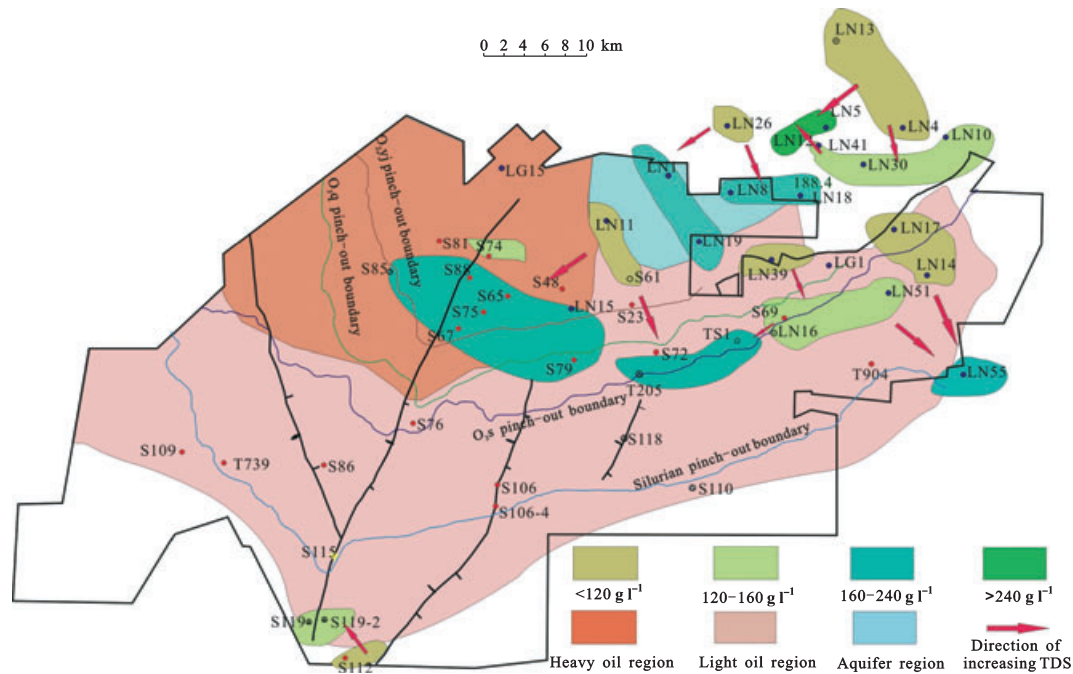 LN13
0 2 4 6 8 10 km
LN5
LN26
LN4
LN10
LN12
LN41
O₃yj pinch-out boundary
LG15
LN1
LN30
LN8
188.4
LN18
O₃q pinch-out boundary
LN11
LN17
S81
S74
LN19
S85
S88
S61
LN39
LG1
LN14
S48
S65
LN51
S75
LN15
S23
S69
S67
TS1
LN16
S79
S72
T904
LN55
T205
S76
O₃s pinch-out boundary
S118
Silurian pinch-out boundary
S109
T739
S86
S106
S110
S106-4
S115
<120 g l⁻¹
120-160 g l⁻¹
160-240 g l⁻¹
>240 g l⁻¹
S119
S119-2
S112
Heavy oil region
Light oil region
Aquifer region
Direction of
increasing TDS